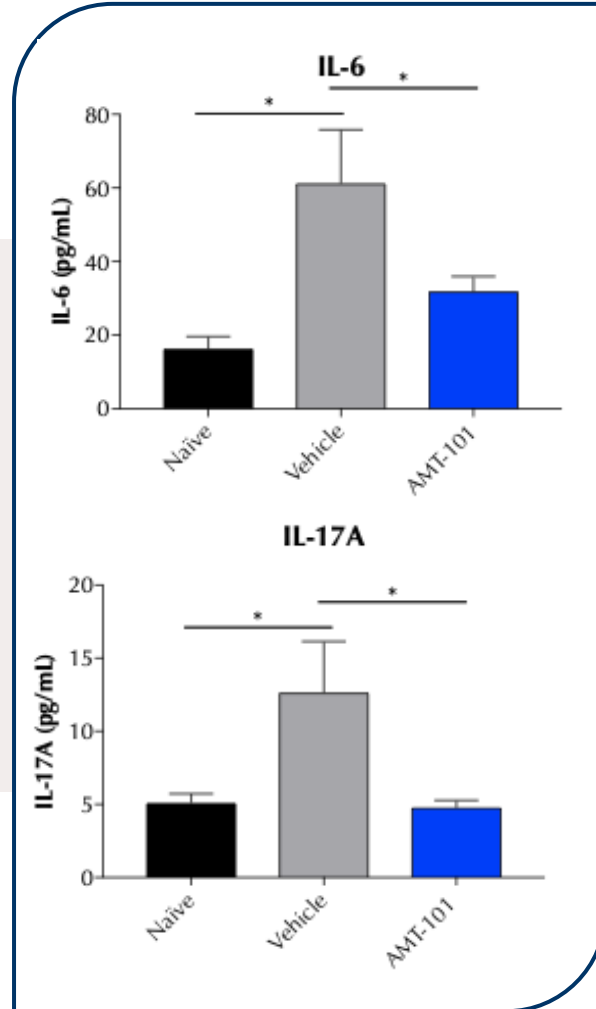 IL-6
*
*
80
60
40
20
0
IL-6 (pg/mL)
Naïve
Vehicle
AMT-101
IL-17A
*
*
20
15
10
5
0
IL-17A (pg/mL)
Naïve
Vehicle
AMT-101